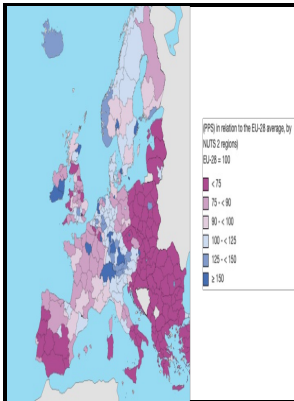 (PPS) in relation to the EU-28 average, by
NUTS 2 regions)
EU-28 = 100
< 75
75 - < 90
90 - < 100
100 - < 125
125 - < 150
≥ 150